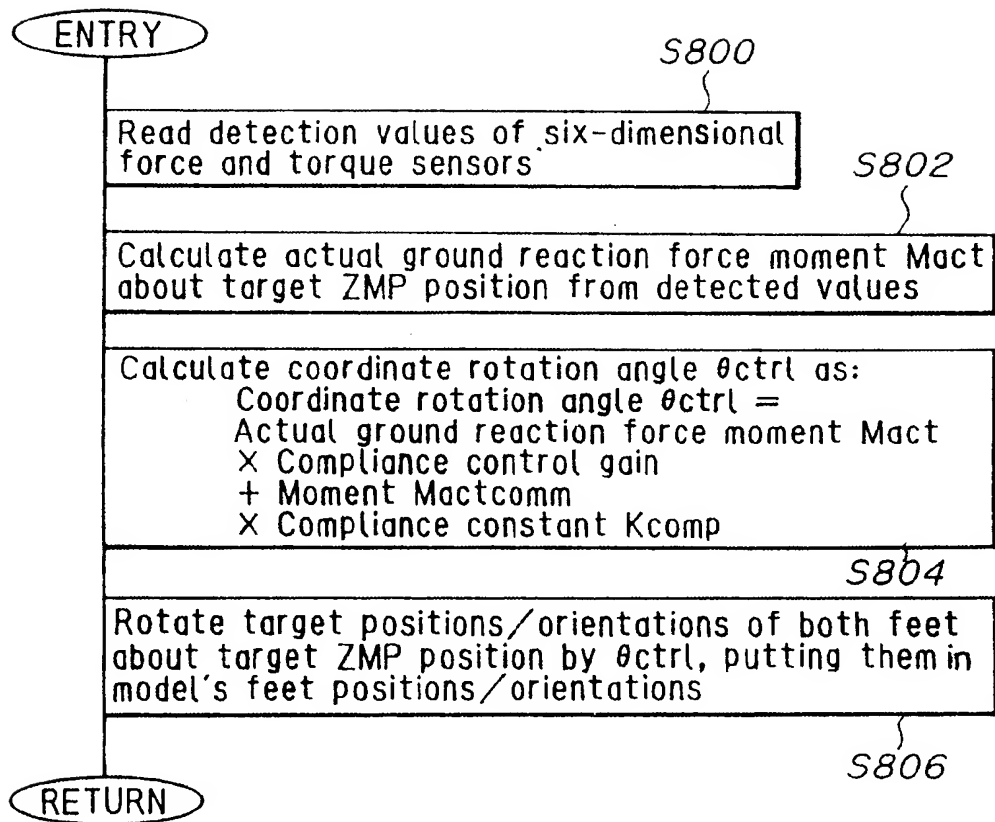 ENTRY
S800
Read detection values of six-dimensional
force and torque sensors
S802
Calculate actual ground reaction force moment Mact
about target ZMP position from detected values
Calculate coordinate rotation angle θctrl as:
Coordinate rotation angle θctrl =
Actual ground reaction force moment Mact
× Compliance control gain
+ Moment Mactcomm
× Compliance constant Kcomp
S804
Rotate target positions/orientations of both feet
about target ZMP position by θctrl, putting them in
model's feet positions/orientations
S806
RETURN